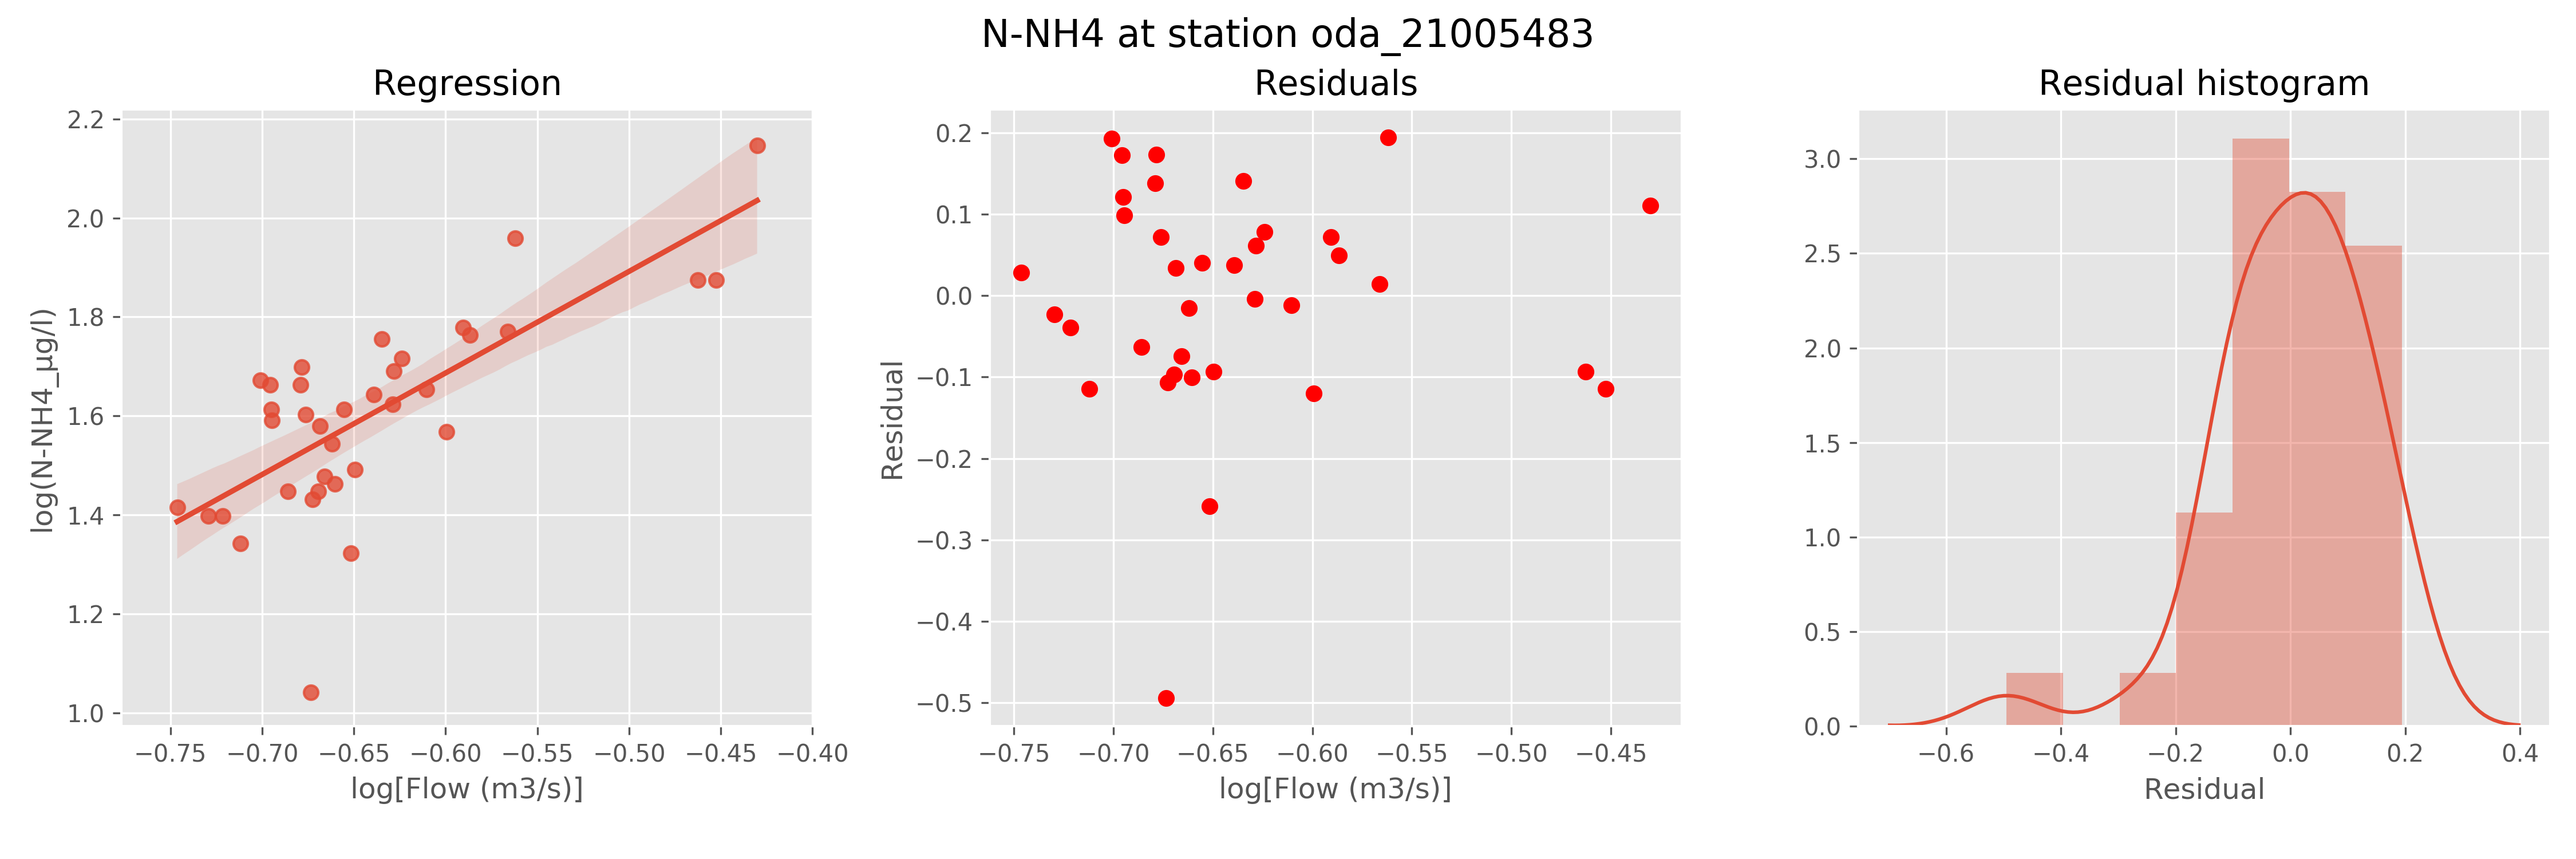 N-NH4 at station oda_21005483
Regression
2.2
2.0
1.8
1.6
1.4
1.2
1.0
log(N-NH4_µg/l)
−0.75 −0.70 −0.65 −0.60 −0.55 −0.50 −0.45 −0.40
log[Flow (m3/s)]
Residuals
0.2
0.1
0.0
−0.1
−0.2
−0.3
−0.4
−0.5
Residual
−0.75 −0.70 −0.65 −0.60 −0.55 −0.50 −0.45
log[Flow (m3/s)]
Residual histogram
3.0
2.5
2.0
1.5
1.0
0.5
0.0
−0.6 −0.4 −0.2 0.0 0.2 0.4
Residual